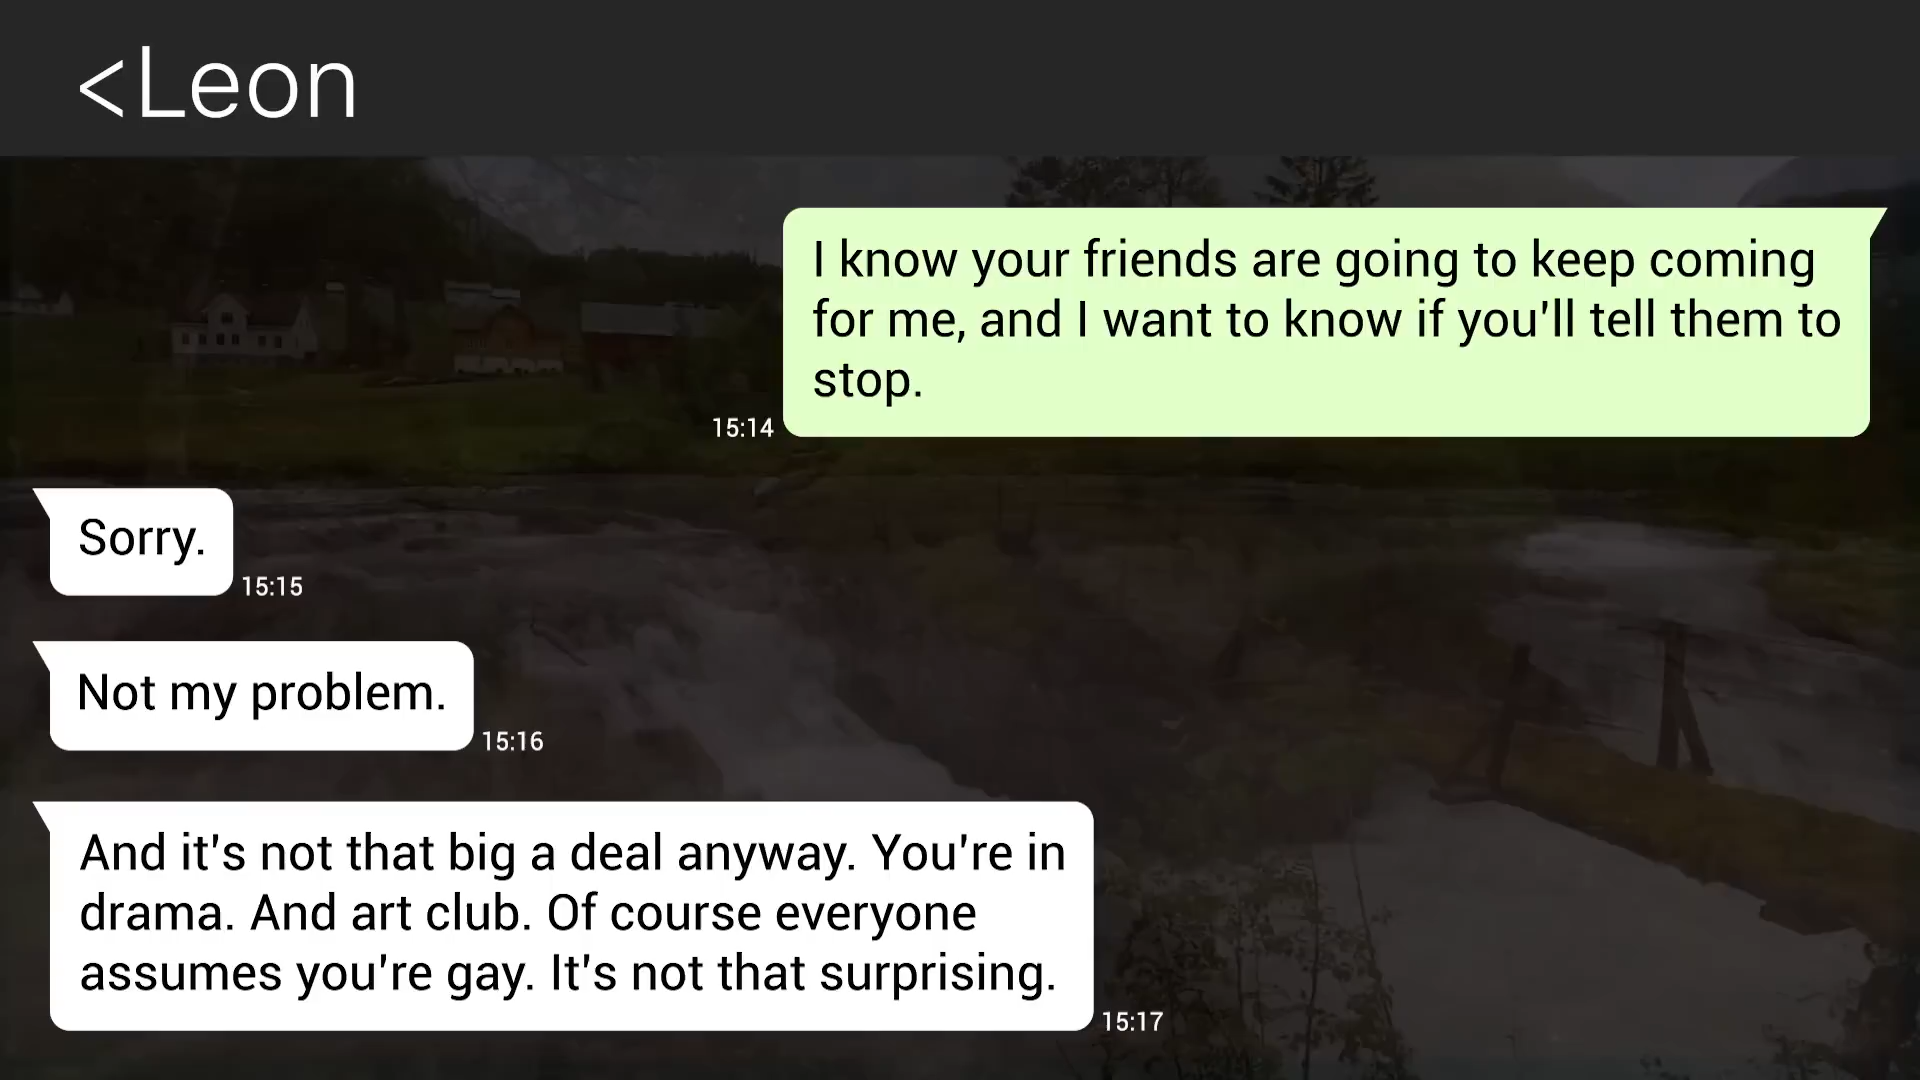 <Leon
I know your friends are going to keep coming
for me, and I want to know if you'll tell them to
stop.
15:14
Sorry.
15:15
Not my problem.
15:16
And it's not that big a deal anyway. You're in
drama. And art club. Of course everyone
assumes you're gay. It's not that surprising.
15:17